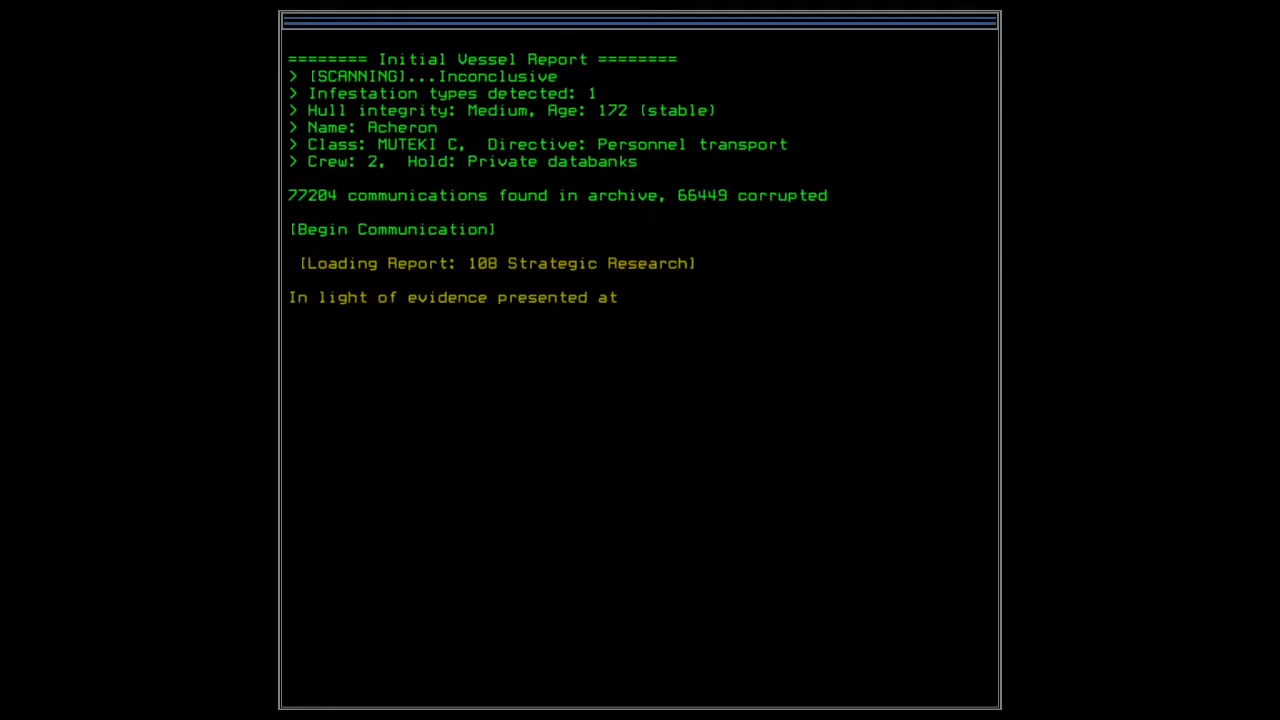 ======== Initial Vessel Report ========
> [SCANNING]...Inconclusive
> Infestation types detected: 1
> Hull integrity: Medium, Age: 172 (stable)
> Name: Acheron
> Class: MUTEKI C,  Directive: Personnel transport
> Crew: 2,  Hold: Private databanks
77204 communications found in archive, 66449 corrupted
[Begin Communication]
[Loading Report: 108 Strategic Research]
In light of evidence presented at